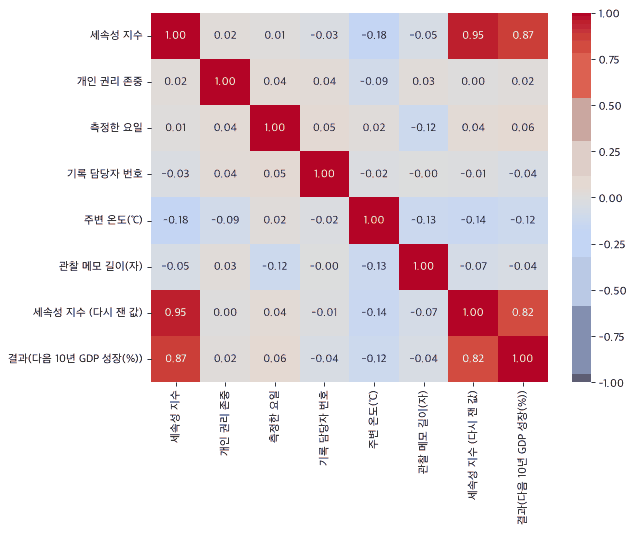 세속성 지수 1.00 0.02 0.01 -0.03 -0.18 -0.05 0.95 0.87
개인 권리 존중 0.02 1.00 0.04 0.04 -0.09 0.03 0.00 0.02
측정한 요일 0.01 0.04 1.00 0.05 0.02 -0.12 0.04 0.06
기록 담당자 번호 -0.03 0.04 0.05 1.00 -0.02 -0.00 -0.01 -0.04
주변 온도(℃) -0.18 -0.09 0.02 -0.02 1.00 -0.13 -0.14 -0.12
관찰 메모 길이(자) -0.05 0.03 -0.12 -0.00 -0.13 1.00 -0.07 -0.04
세속성 지수 (다시 잰 값) 0.95 0.00 0.04 -0.01 -0.14 -0.07 1.00 0.82
결과(다음 10년 GDP 성장(%)) 0.87 0.02 0.06 -0.04 -0.12 -0.04 0.82 1.00
세속성 지수
개인 권리 존중
측정한 요일
기록 담당자 번호
주변 온도(℃)
관찰 메모 길이(자)
세속성 지수 (다시 잰 값)
결과(다음 10년 GDP 성장(%))
1.00
0.75
0.50
0.25
0.00
-0.25
-0.50
-0.75
-1.00